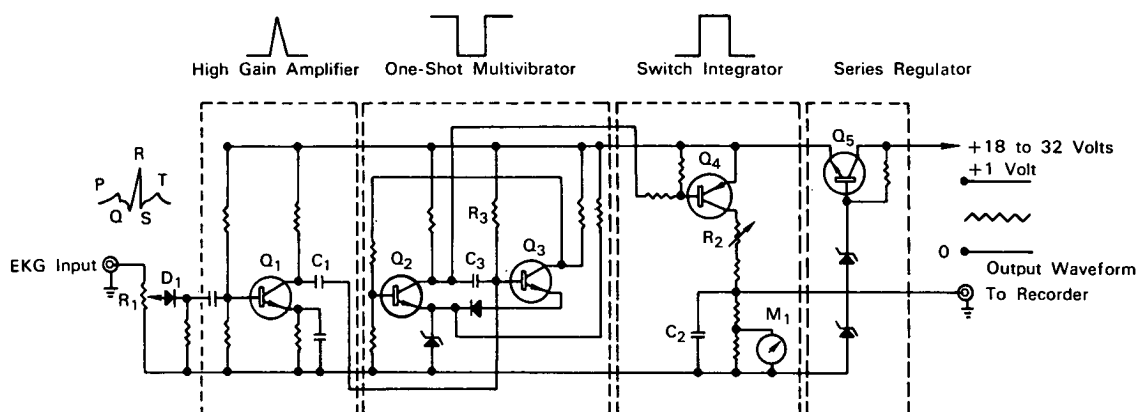 High Gain Amplifier
One-Shot Multivibrator
Switch Integrator
Series Regulator
R
P
T
Q
S
EKG Input
R1
D1
Q1
C1
Q2
R3
C3
Q3
Q4
R2
C2
M1
Q5
+18 to 32 Volts
+1 Volt
0
Output Waveform
To Recorder